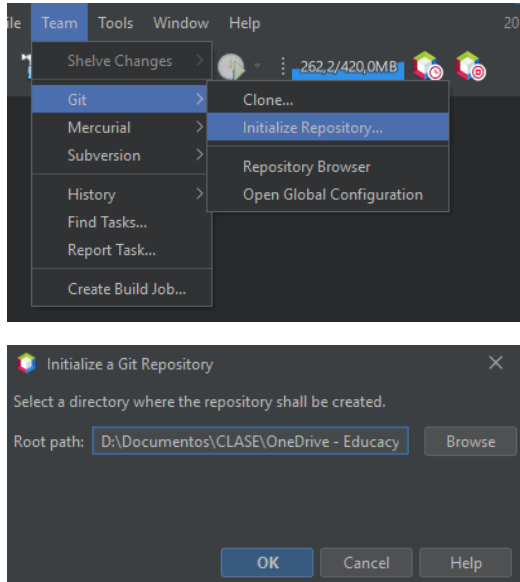 ile Team Tools Window Help 20
Shelve Changes >
262,2/420,0MB
Git >
Clone...
Mercurial >
Initialize Repository...
Subversion >
Repository Browser
History >
Open Global Configuration
Find Tasks...
Report Task...
Create Build Job...
Initialize a Git Repository
Select a directory where the repository shall be created.
Root path: D:\Documentos\CLASE\OneDrive - Educacy Browse
OK Cancel Help